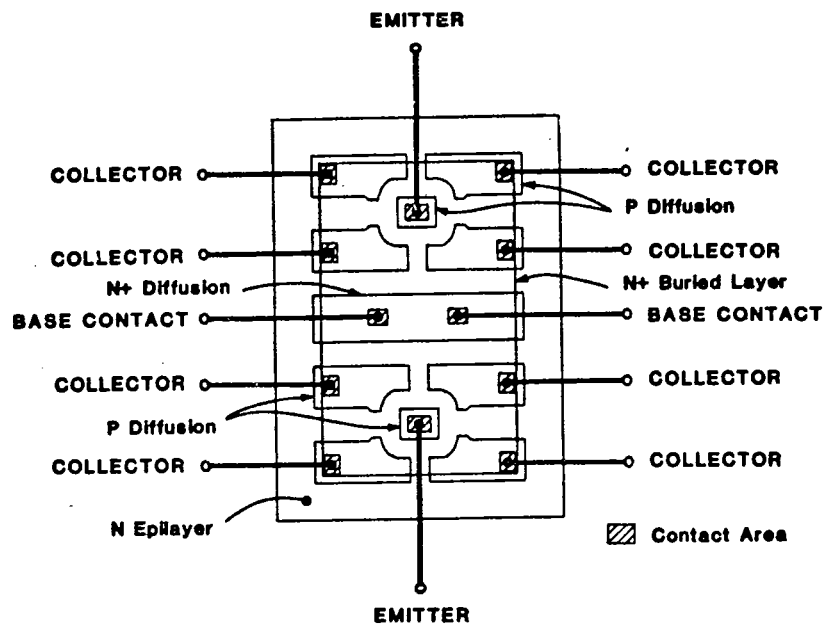 EMITTER
COLLECTOR
COLLECTOR
P Diffusion
COLLECTOR
COLLECTOR
N+ Diffusion
N+ Buried Layer
BASE CONTACT
BASE CONTACT
COLLECTOR
COLLECTOR
P Diffusion
COLLECTOR
COLLECTOR
N Epilayer
Contact Area
EMITTER